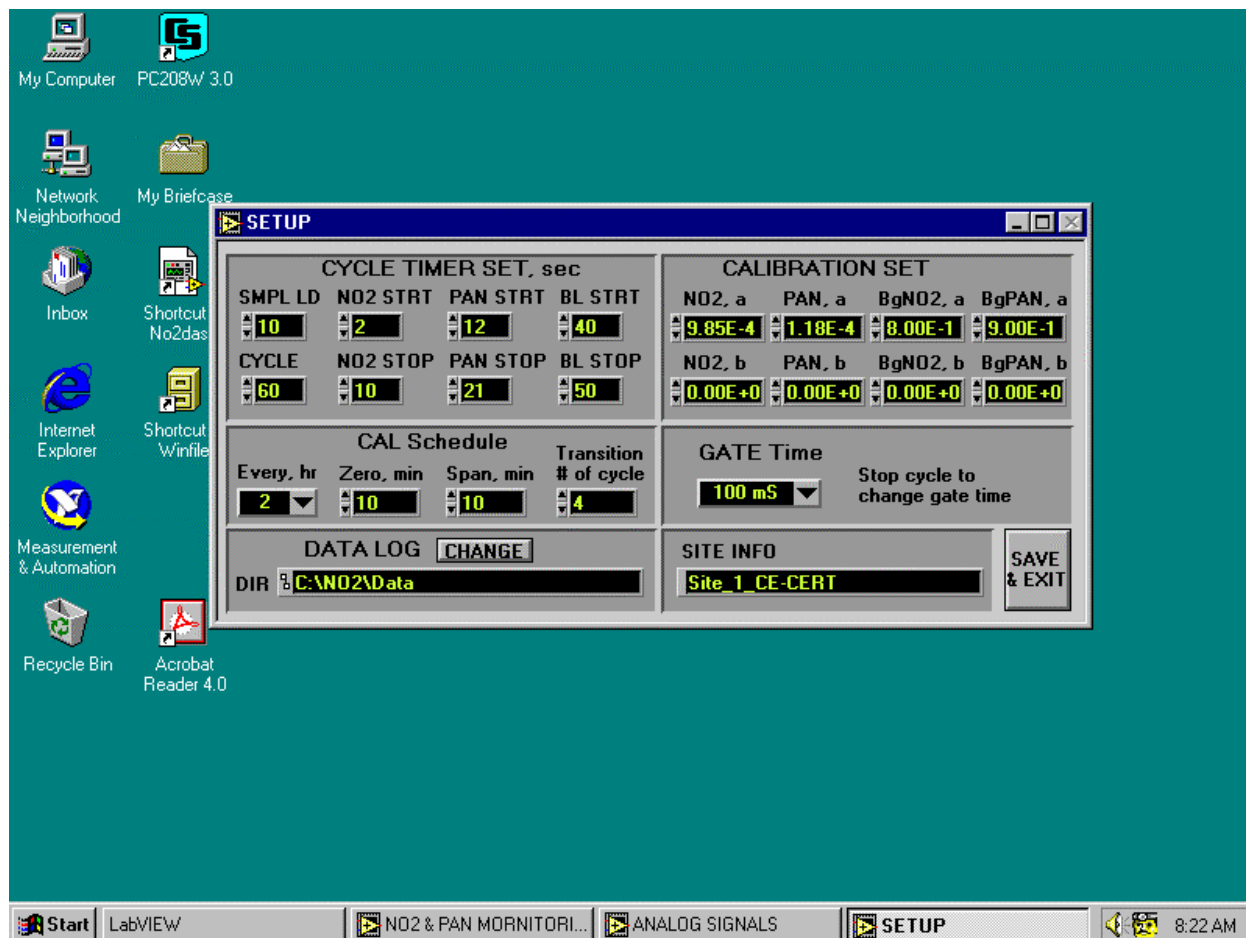 My Computer
PC208W 3.0
Network
Neighborhood
My Briefcase
Inbox
Shortcut
No2das
Internet
Explorer
Shortcut
Winfile
Measurement
& Automation
Recycle Bin
Acrobat
Reader 4.0
SETUP
CYCLE TIMER SET, sec
SMPL LD NO2 STRT PAN STRT BL STRT
10 2 12 40
CYCLE NO2 STOP PAN STOP BL STOP
60 10 21 50
CALIBRATION SET
NO2, a PAN, a BgNO2, a BgPAN, a
9.85E-4 1.18E-4 8.00E-1 9.00E-1
NO2, b PAN, b BgNO2, b BgPAN, b
0.00E+0 0.00E+0 0.00E+0 0.00E+0
CAL Schedule
Every, hr Zero, min Span, min Transition
# of cycle
2 10 10 4
GATE Time
100 mS
Stop cycle to
change gate time
DATA LOG CHANGE
DIR C:\NO2\Data
SITE INFO
Site_1_CE-CERT
SAVE
& EXIT
Start LabVIEW NO2 & PAN MORNITORI... ANALOG SIGNALS SETUP 8:22 AM